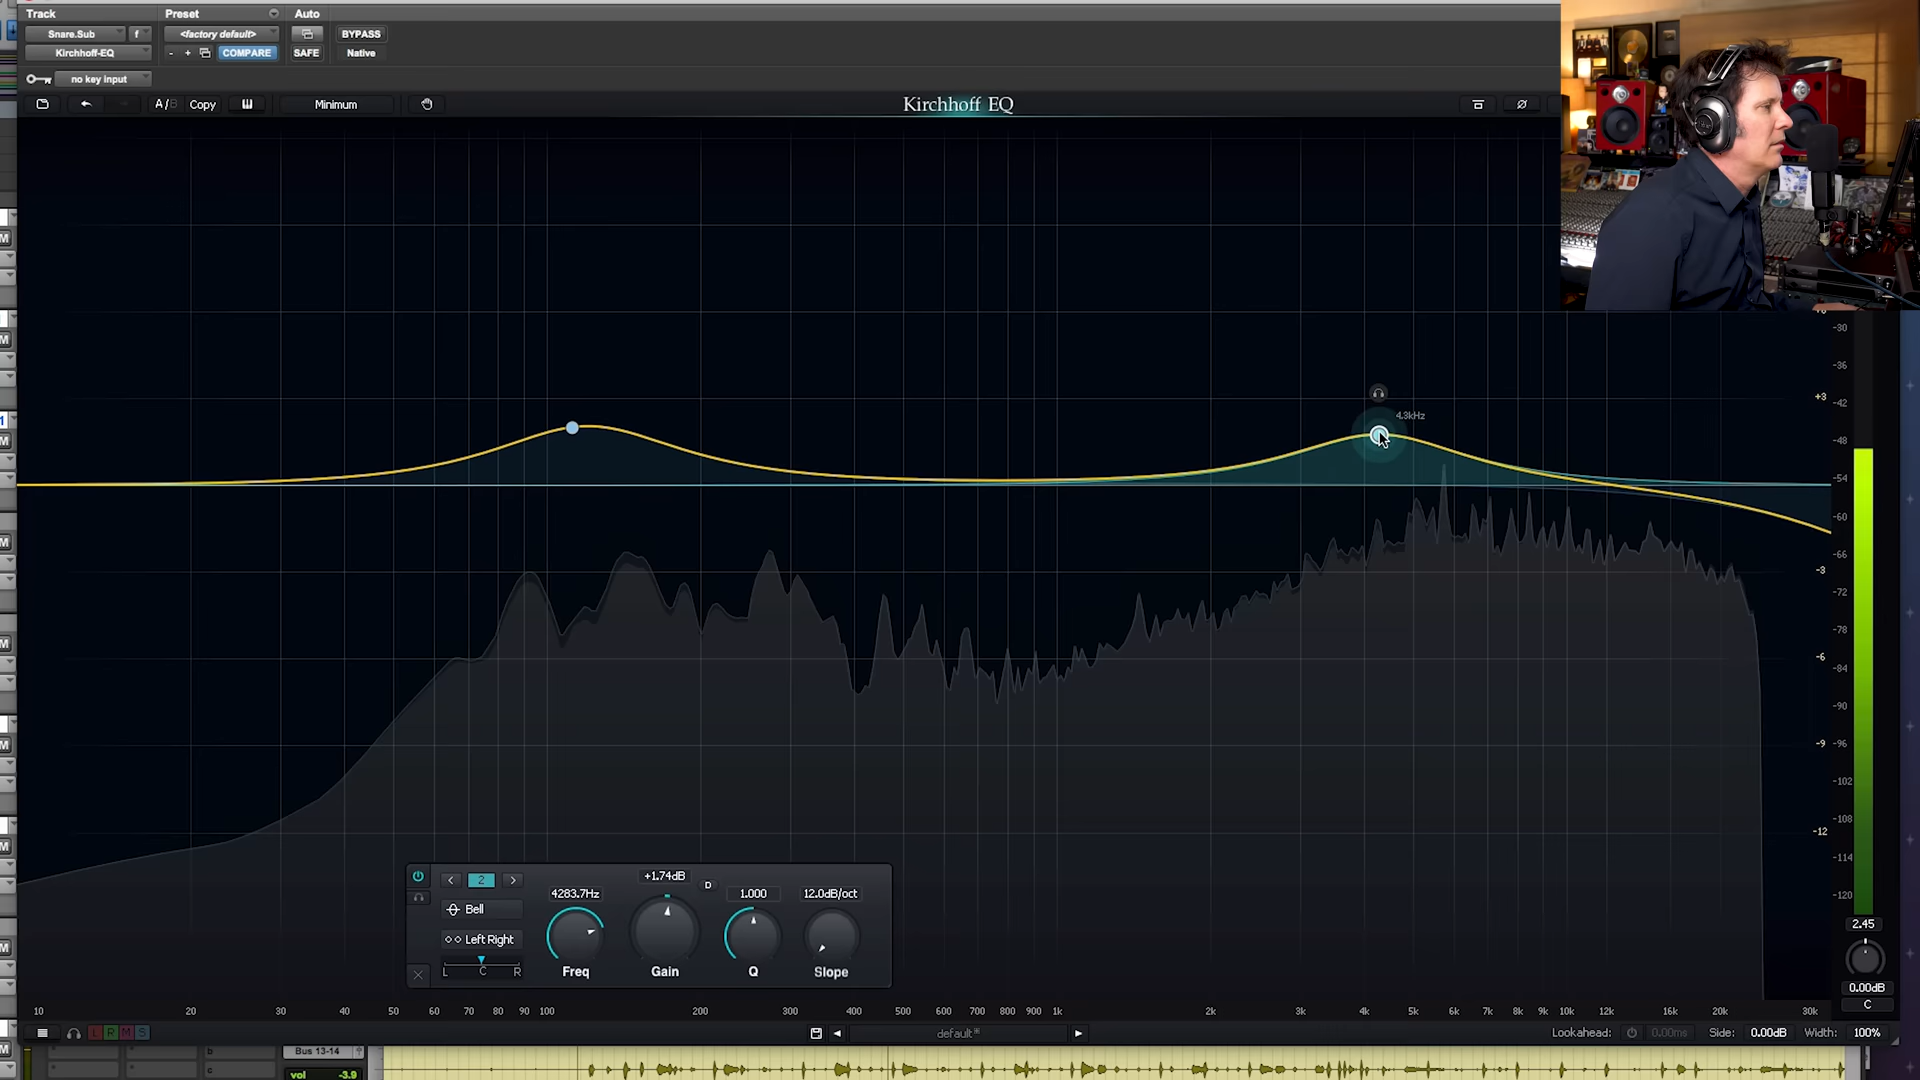 Track
Preset
Auto
Snare.Sub
f
<factory default>
BYPASS
Kirchhoff-EQ
- +
COMPARE
SAFE
Native
no key input
A/B
Copy
Minimum
Kirchhoff EQ
4.3kHz
-30
-36
+3
-42
-48
-54
-60
-66
-3
-72
-78
-6
-84
-90
-9
-96
-102
-108
-12
-114
-120
2.45
0.00dB
C
2
4283.7Hz
+1.74dB
D
1.000
12.0dB/oct
Bell
Left Right
L C R
Freq
Gain
Q
Slope
10 20 30 40 50 60 70 80 90 100 200 300 400 500 600 700 800 900 1k 2k 3k 4k 5k 6k 7k 8k 9k 10k 12k 16k 20k 30k
L R M S
default*
Lookahead:
0.00ms
Side:
0.00dB
Width:
100%
Bus 13-14
b
c
vol
-3.9
M
M
M
M
M
M
M
M
M